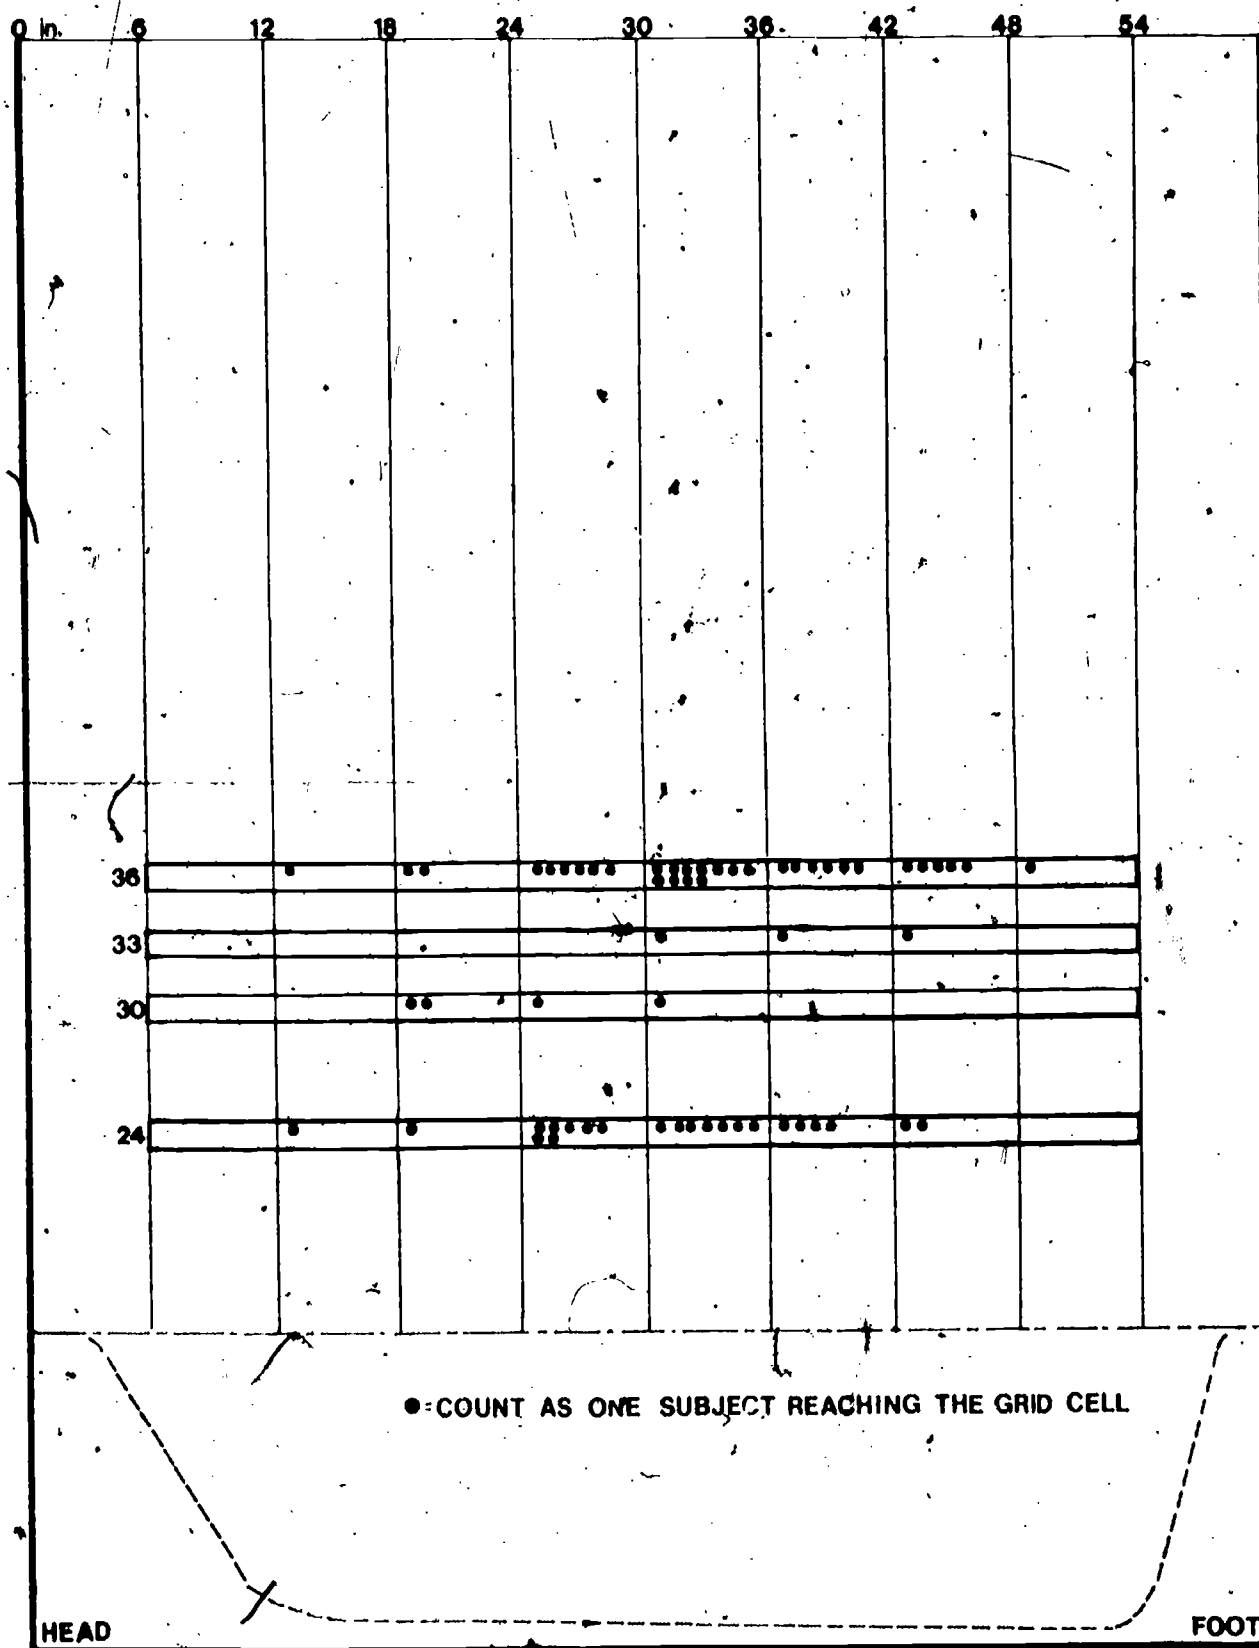 0 in. 6 12 18 24 30 36 42 48 54
36
33
30
24
●=COUNT AS ONE SUBJECT REACHING THE GRID CELL
HEAD FOOT